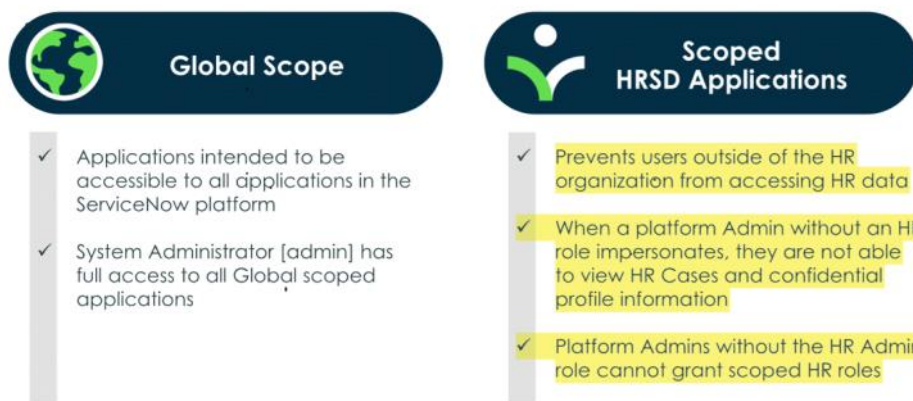 Global Scope
✓ Applications intended to be
accessible to all applications in the
ServiceNow platform
✓ System Administrator [admin] has
full access to all Global scoped
applications
Scoped
HRSD Applications
✓ Prevents users outside of the HR
organization from accessing HR data
✓ When a platform Admin without an
role impersonates, they are not able
to view HR Cases and confidential
profile information
✓ Platform Admins without the HR Admin
role cannot grant scoped HR roles